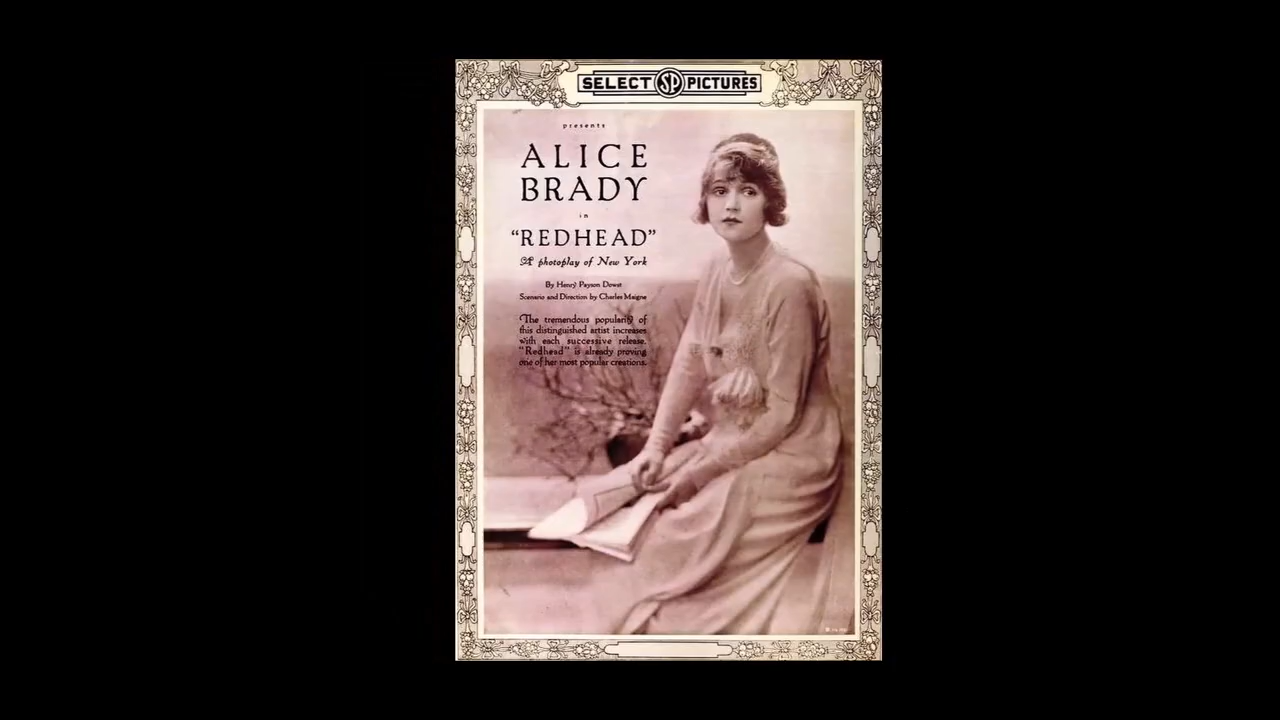 SELECT SP PICTURES
presents
ALICE
BRADY
in
"REDHEAD"
A photoplay of New York
By Henry Payson Dowst
Scenario and Direction by Charles Maigne
The tremendous popularity of
this distinguished artist increases
with each successive release.
"Redhead" is already proving
one of her most popular creations.